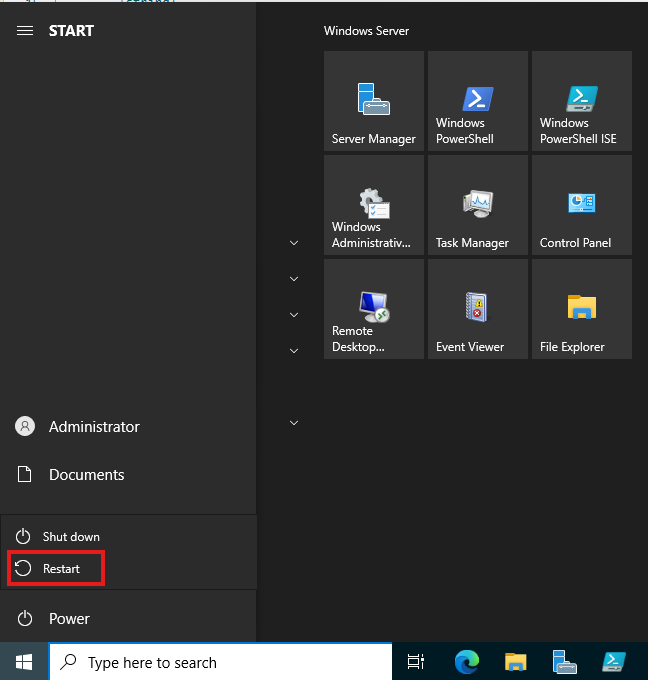 START
Windows Server
Server Manager
Windows
PowerShell
Windows
PowerShell ISE
Windows
Administrativ...
Task Manager
Control Panel
Remote
Desktop...
Event Viewer
File Explorer
Administrator
Documents
Shut down
Restart
Power
Type here to search